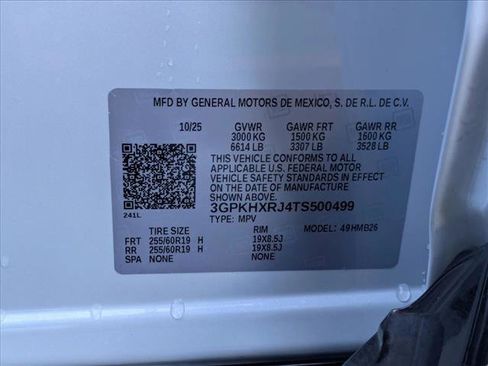 MFD BY GENERAL MOTORS DE MEXICO, S. DE R.L. DE C.V.
10/25 GVWR GAWR FRT GAWR RR
3000 KG 1500 KG 1600 KG
6614 LB 3307 LB 3528 LB
THIS VEHICLE CONFORMS TO ALL
APPLICABLE U.S. FEDERAL MOTOR
VEHICLE SAFETY STANDARDS IN EFFECT
ON THE DATE OF MANUFACTURE
SHOWN ABOVE.
3GPKHXRJ4TS500499
TYPE: MPV
241L
TIRE SIZE RIM MODEL: 49HMB26
FRT 255/60R19 H 19X8.5J
RR 255/60R19 H 19X8.5J
SPA NONE NONE